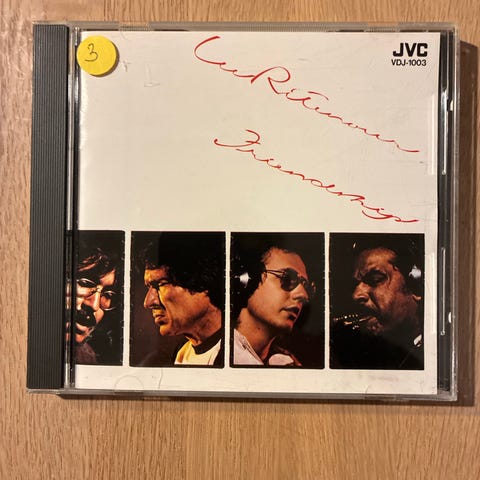 3
JVC
VDJ-1003
Lee Ritenour
Friendship